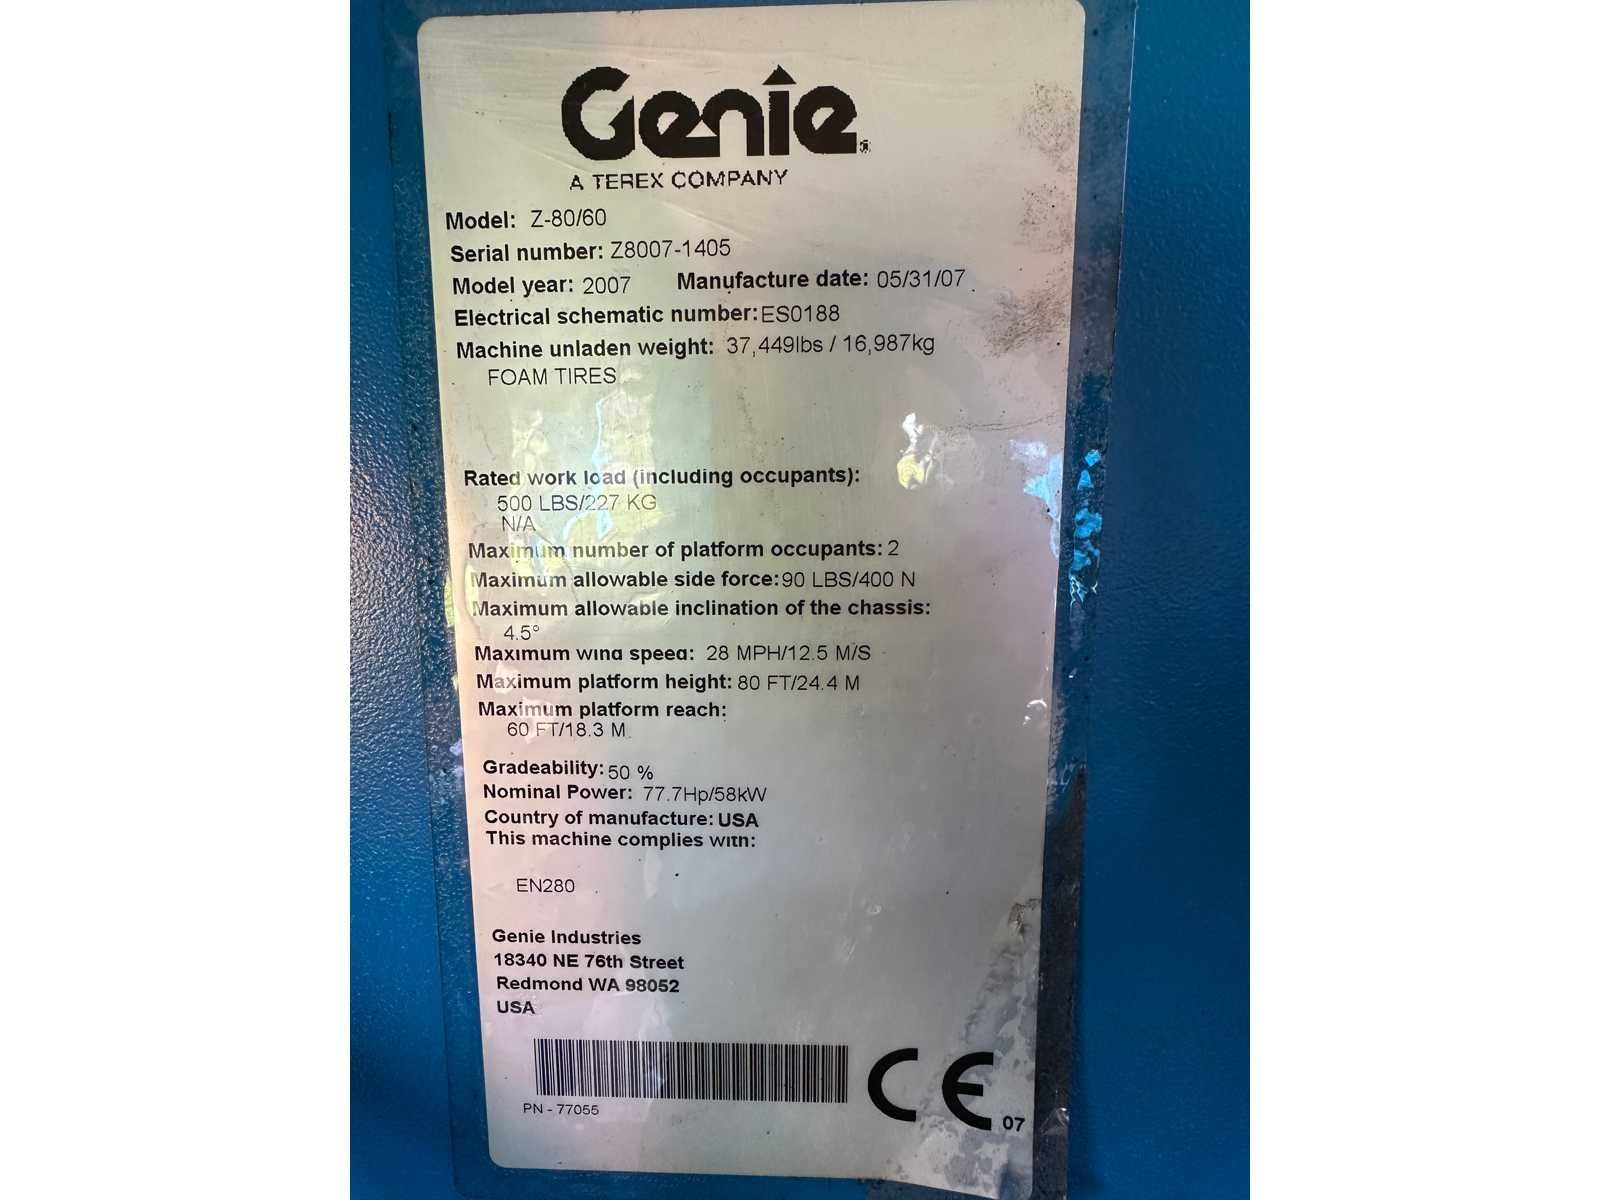 Genie
A TEREX COMPANY
Model: Z-80/60
Serial number: Z8007-1405
Model year: 2007 Manufacture date: 05/31/07
Electrical schematic number:ES0188
Machine unladen weight: 37,449lbs / 16,987kg
FOAM TIRES
Rated work load (including occupants):
500 LBS/227 KG
N/A
Maximum number of platform occupants: 2
Maximum allowable side force:90 LBS/400 N
Maximum allowable inclination of the chassis:
4.5°
Maximum wind speed: 28 MPH/12.5 M/S
Maximum platform height: 80 FT/24.4 M
Maximum platform reach:
60 FT/18.3 M
Gradeability: 50 %
Nominal Power: 77.7Hp/58kW
Country of manufacture: USA
This machine complies with:
EN280
Genie Industries
18340 NE 76th Street
Redmond WA 98052
USA
PN - 77055
CE 07